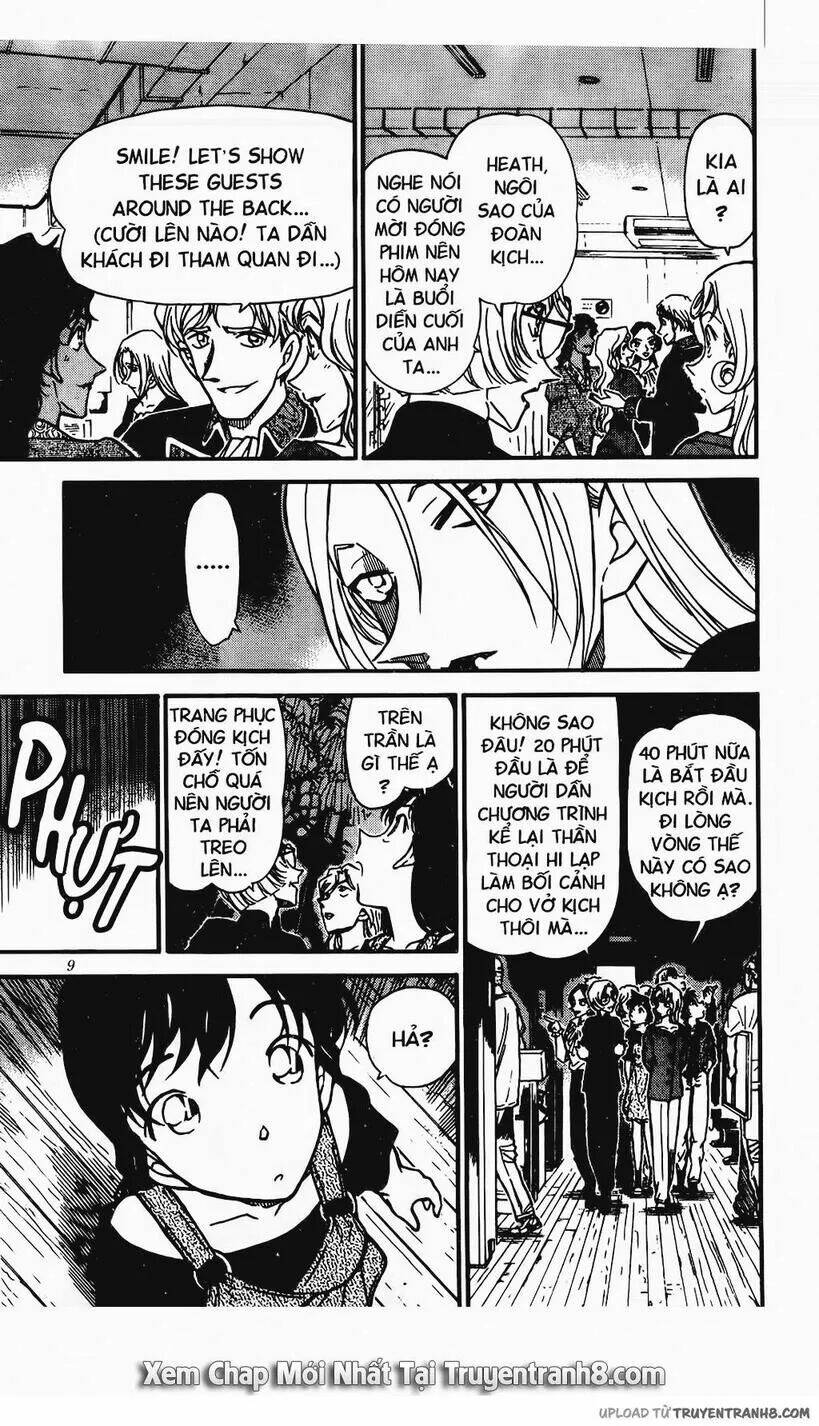 KIA
LÀ AI
?
HEATH,
NGÔI
SAO CỦA
ĐOÀN
KỊCH...
NGHE NÓI
CÓ NGƯỜI
MỜI ĐÓNG
PHIM NÊN
HÔM NAY
LÀ BUỔI
DIỄN CUỐI
CỦA ANH
TA...
SMILE! LET'S SHOW
THESE GUESTS
AROUND THE BACK...
(CƯỜI LÊN NÀO! TA DẪN
KHÁCH ĐI THAM QUAN ĐI...)
......
40 PHÚT NỮA
LÀ BẮT ĐẦU
KỊCH RỒI MÀ.
ĐI LÒNG
VÒNG THẾ
NÀY CÓ SAO
KHÔNG Ạ?
KHÔNG SAO
ĐÂU! 20 PHÚT
ĐẦU LÀ ĐỂ
NGƯỜI DẪN
CHƯƠNG TRÌNH
KỂ LẠI THẦN
THOẠI HI LẠP
LÀM BỐI CẢNH
CHO VỞ KỊCH
THÔI MÀ...
TRÊN
TRẦN LÀ
GÌ THẾ Ạ
?
TRANG PHỤC
ĐÓNG KỊCH
ĐẤY! TỐN
CHỖ QUÁ
NÊN NGƯỜI
TA PHẢI
TREO
LÊN...
PHỰT
9
HẢ?
Xem Chap Mới Nhất Tại Truyentranh8.com
UPLOAD TỪ TRUYENTRANH8.COM